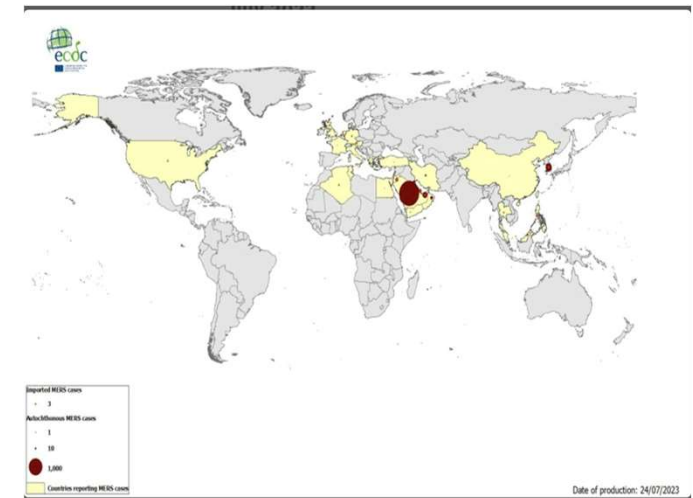 ecdc
Imported MERS cases
3
Autochthonous MERS cases
1
10
1,000
Countries reporting MERS cases
Date of production: 24/07/2023